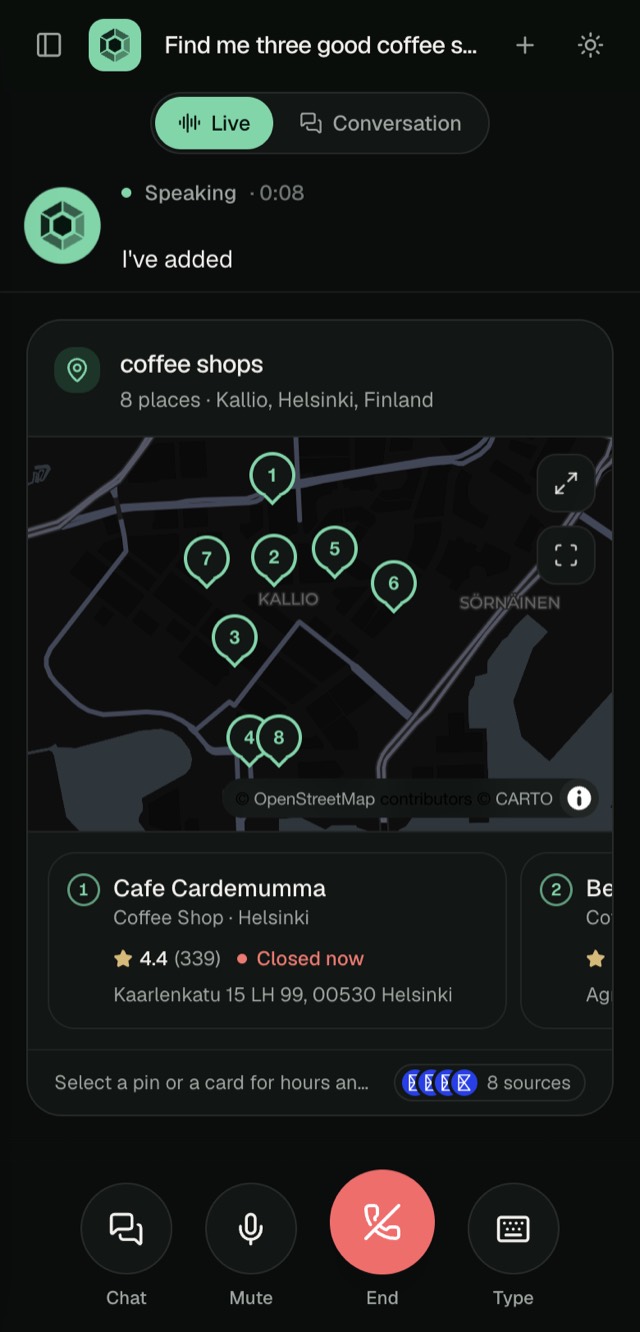 Find me three good coffee s...
Live
Conversation
Speaking · 0:08
I've added
coffee shops
8 places · Kallio, Helsinki, Finland
1
7
2
5
6
KALLIO
SÖRNÄINEN
3
4
8
© OpenStreetMap contributors © CARTO
1 Cafe Cardemumma
Coffee Shop · Helsinki
4.4 (339) Closed now
Kaarlenkatu 15 LH 99, 00530 Helsinki
2 Be
Co
Ag
Select a pin or a card for hours an...
8 sources
Chat
Mute
End
Type